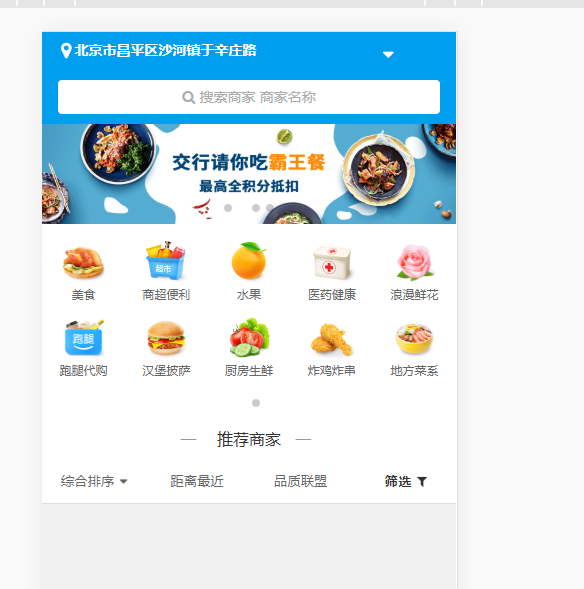 北京市昌平区沙河镇于辛庄路
搜索商家 商家名称
交行请你吃霸王餐
最高全积分抵扣
超市
美食 商超便利 水果 医药健康 浪漫鲜花
跑腿
跑腿代购 汉堡披萨 厨房生鲜 炸鸡炸串 地方菜系
推荐商家
综合排序 距离最近 品质联盟 筛选